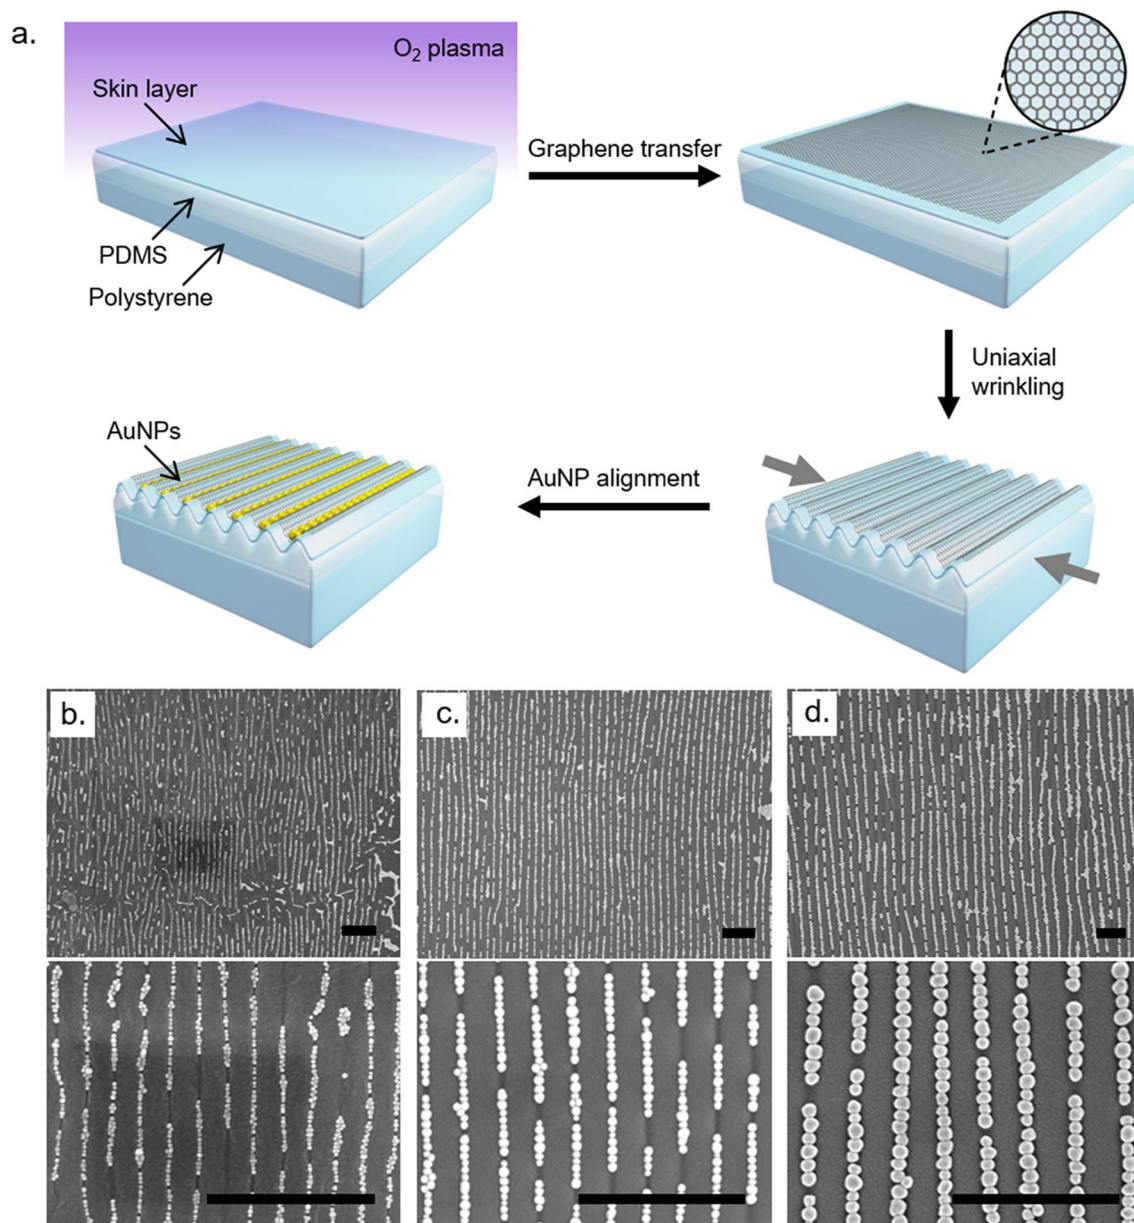 a.
O₂ plasma
Skin layer
Graphene transfer
PDMS
Polystyrene
Uniaxial
wrinkling
AuNPs
AuNP alignment
b.
c.
d.